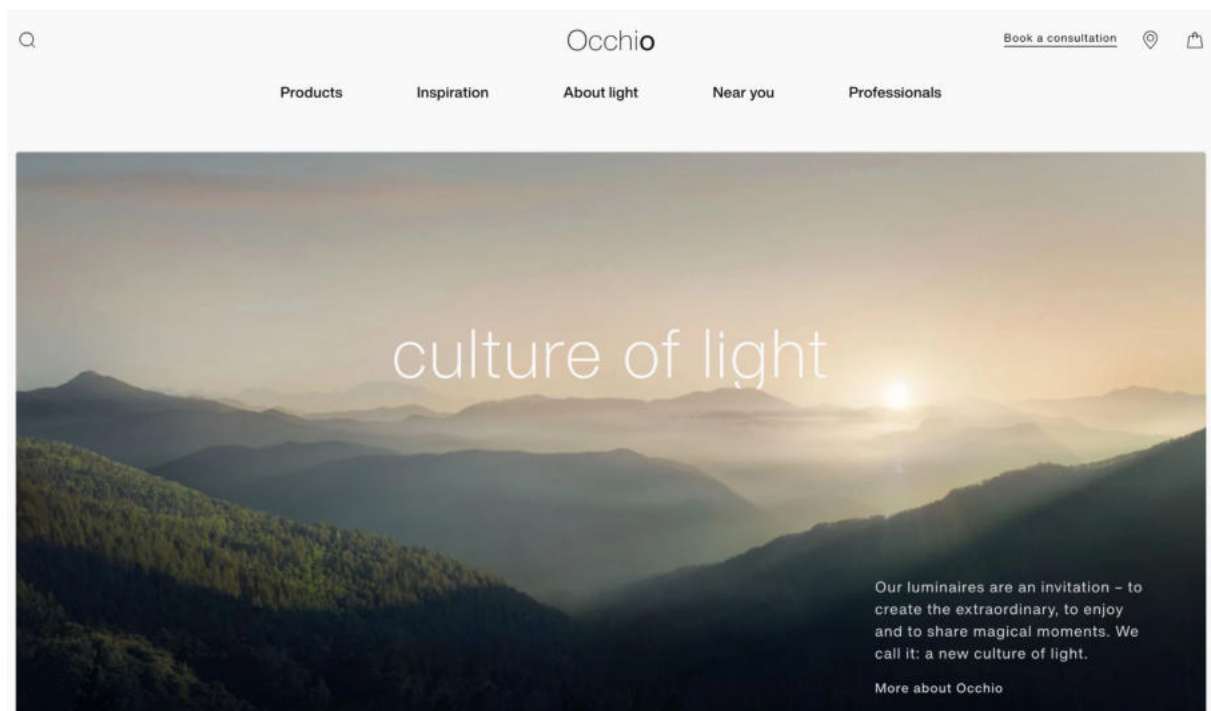 Occhio
Book a consultation
Products
Inspiration
About light
Near you
Professionals
culture of light
Our luminaires are an invitation – to
create the extraordinary, to enjoy
and to share magical moments. We
call it: a new culture of light.
More about Occhio